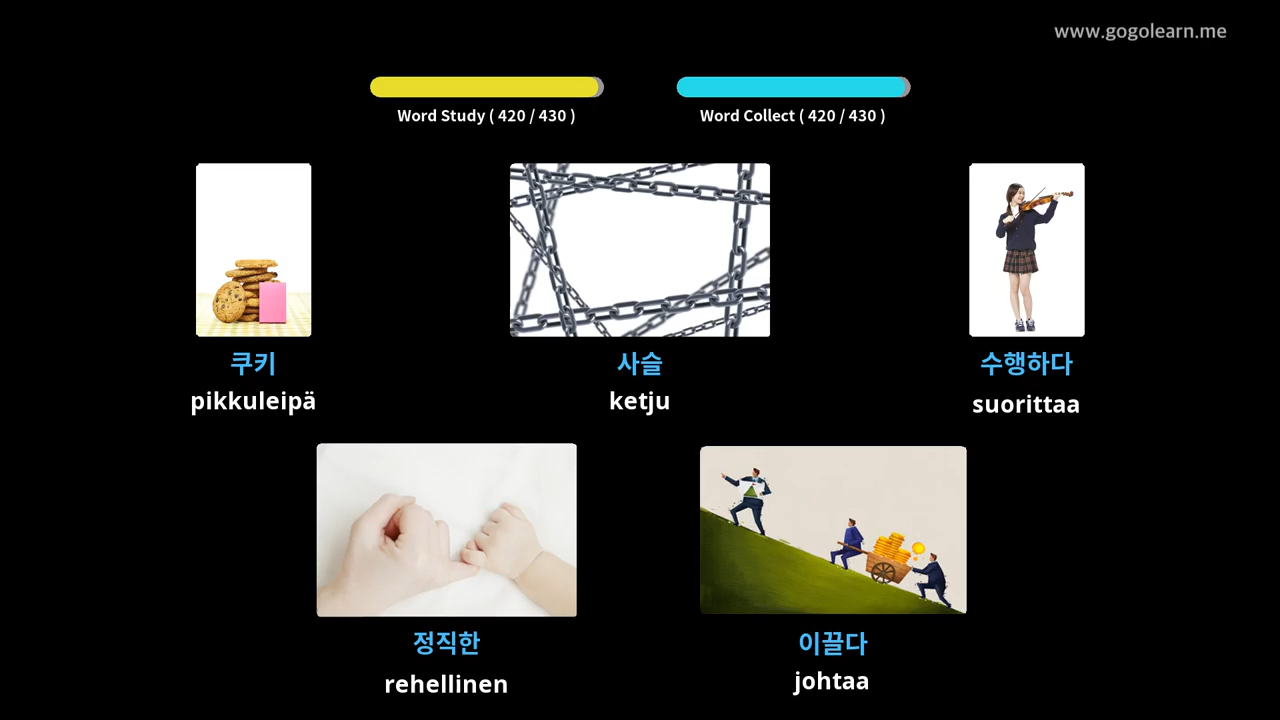 www.gogolearn.me
Word Study ( 420 / 430 )
Word Collect ( 420 / 430 )
쿠키
pikkuleipä
사슬
ketju
수행하다
suorittaa
정직한
rehellinen
이끌다
johtaa